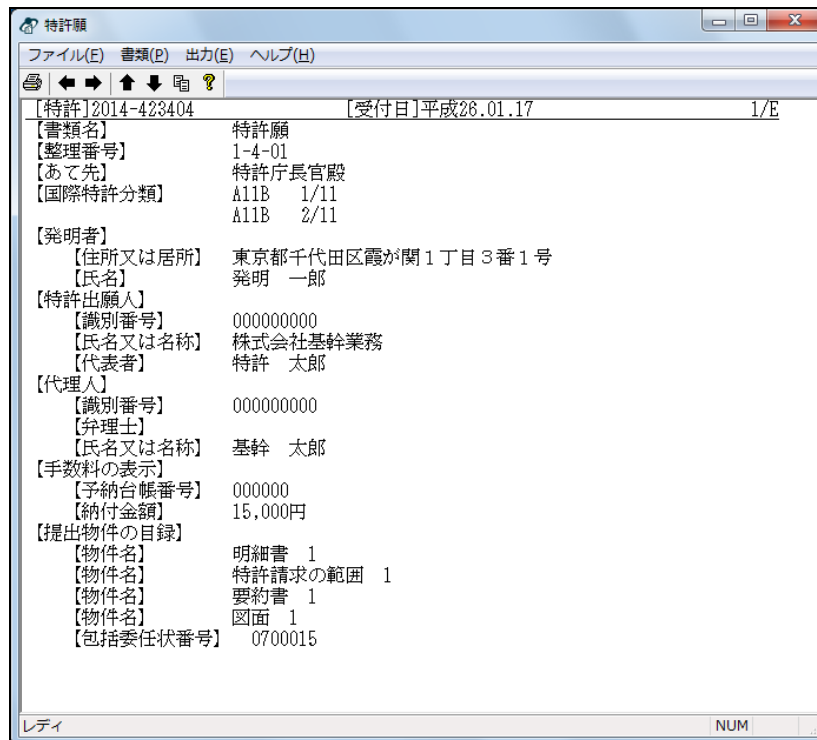 特許願
ファイル(F) 書類(P) 出力(E) ヘルプ(H)
[特許]2014-423404 [受付日]平成26.01.17 1/E
【書類名】 特許願
【整理番号】 1-4-01
【あて先】 特許庁長官殿
【国際特許分類】 A11B 1/11
A11B 2/11
【発明者】
【住所又は居所】 東京都千代田区霞が関1丁目3番1号
【氏名】 発明 一郎
【特許出願人】
【識別番号】 000000000
【氏名又は名称】 株式会社基幹業務
【代表者】 特許 太郎
【代理人】
【識別番号】 000000000
【弁理士】
【氏名又は名称】 基幹 太郎
【手数料の表示】
【予納台帳番号】 000000
【納付金額】 15,000円
【提出物件の目録】
【物件名】 明細書 1
【物件名】 特許請求の範囲 1
【物件名】 要約書 1
【物件名】 図面 1
【包括委任状番号】 0700015
レディ NUM